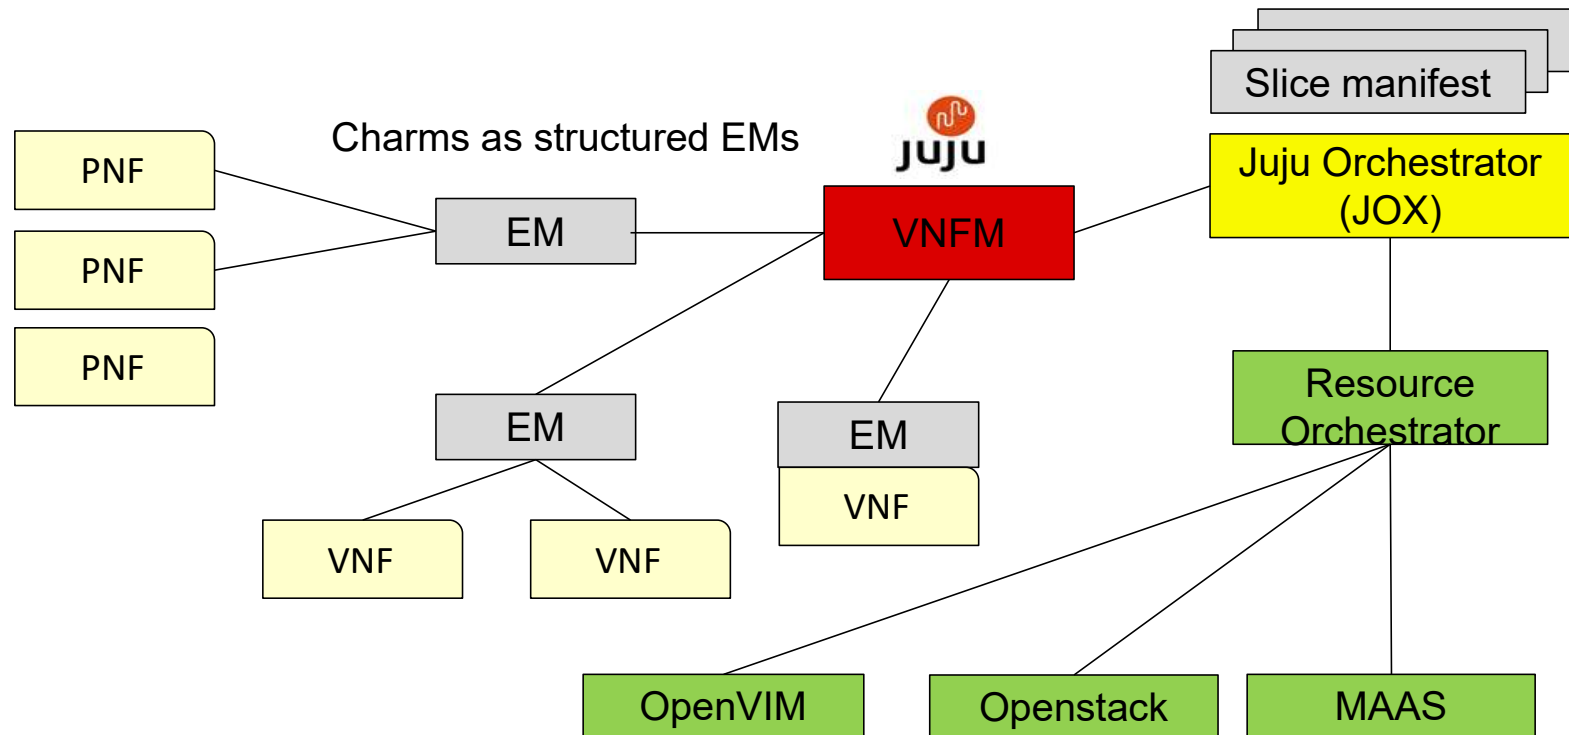 Slice manifest
Charms as structured EMs
juju
PNF
Juju Orchestrator
(JOX)
EM
VNFM
PNF
PNF
Resource
Orchestrator
EM
EM
VNF
VNF
VNF
OpenVIM
Openstack
MAAS